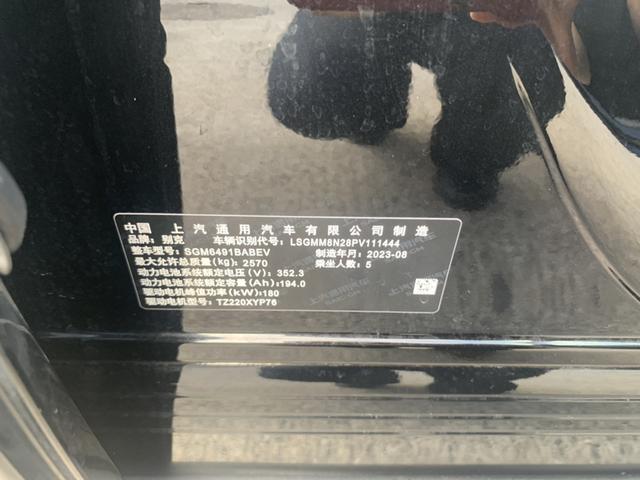 中国 上汽通用汽车有限公司制造
品牌: 别克 车辆识别代号: LSGMM8N28PV111444
整车型号: SGM6491BABEV 制造年月: 2023-08
最大允许总质量(kg): 2570 乘坐人数: 5
动力电池系统额定电压(V): 352.3
动力电池系统额定容量(Ah): 194.0
驱动电机峰值功率(kW): 180
驱动电机型号: TZ220XYP76